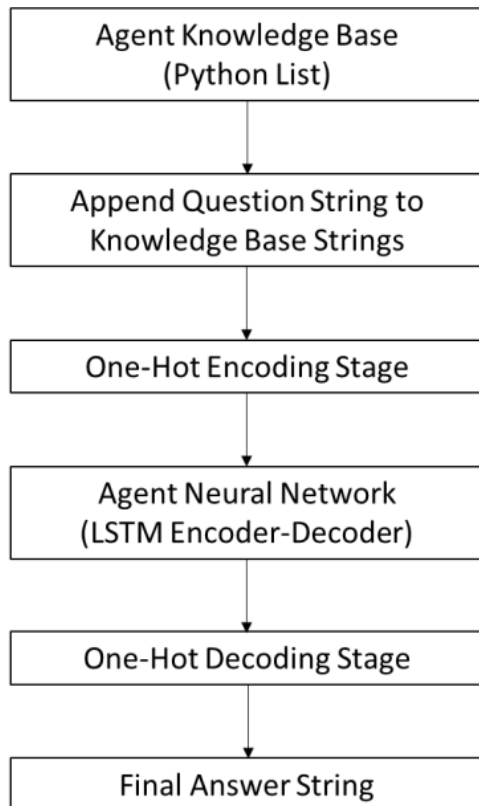 Agent Knowledge Base
(Python List)
Append Question String to
Knowledge Base Strings
One-Hot Encoding Stage
Agent Neural Network
(LSTM Encoder-Decoder)
One-Hot Decoding Stage
Final Answer String